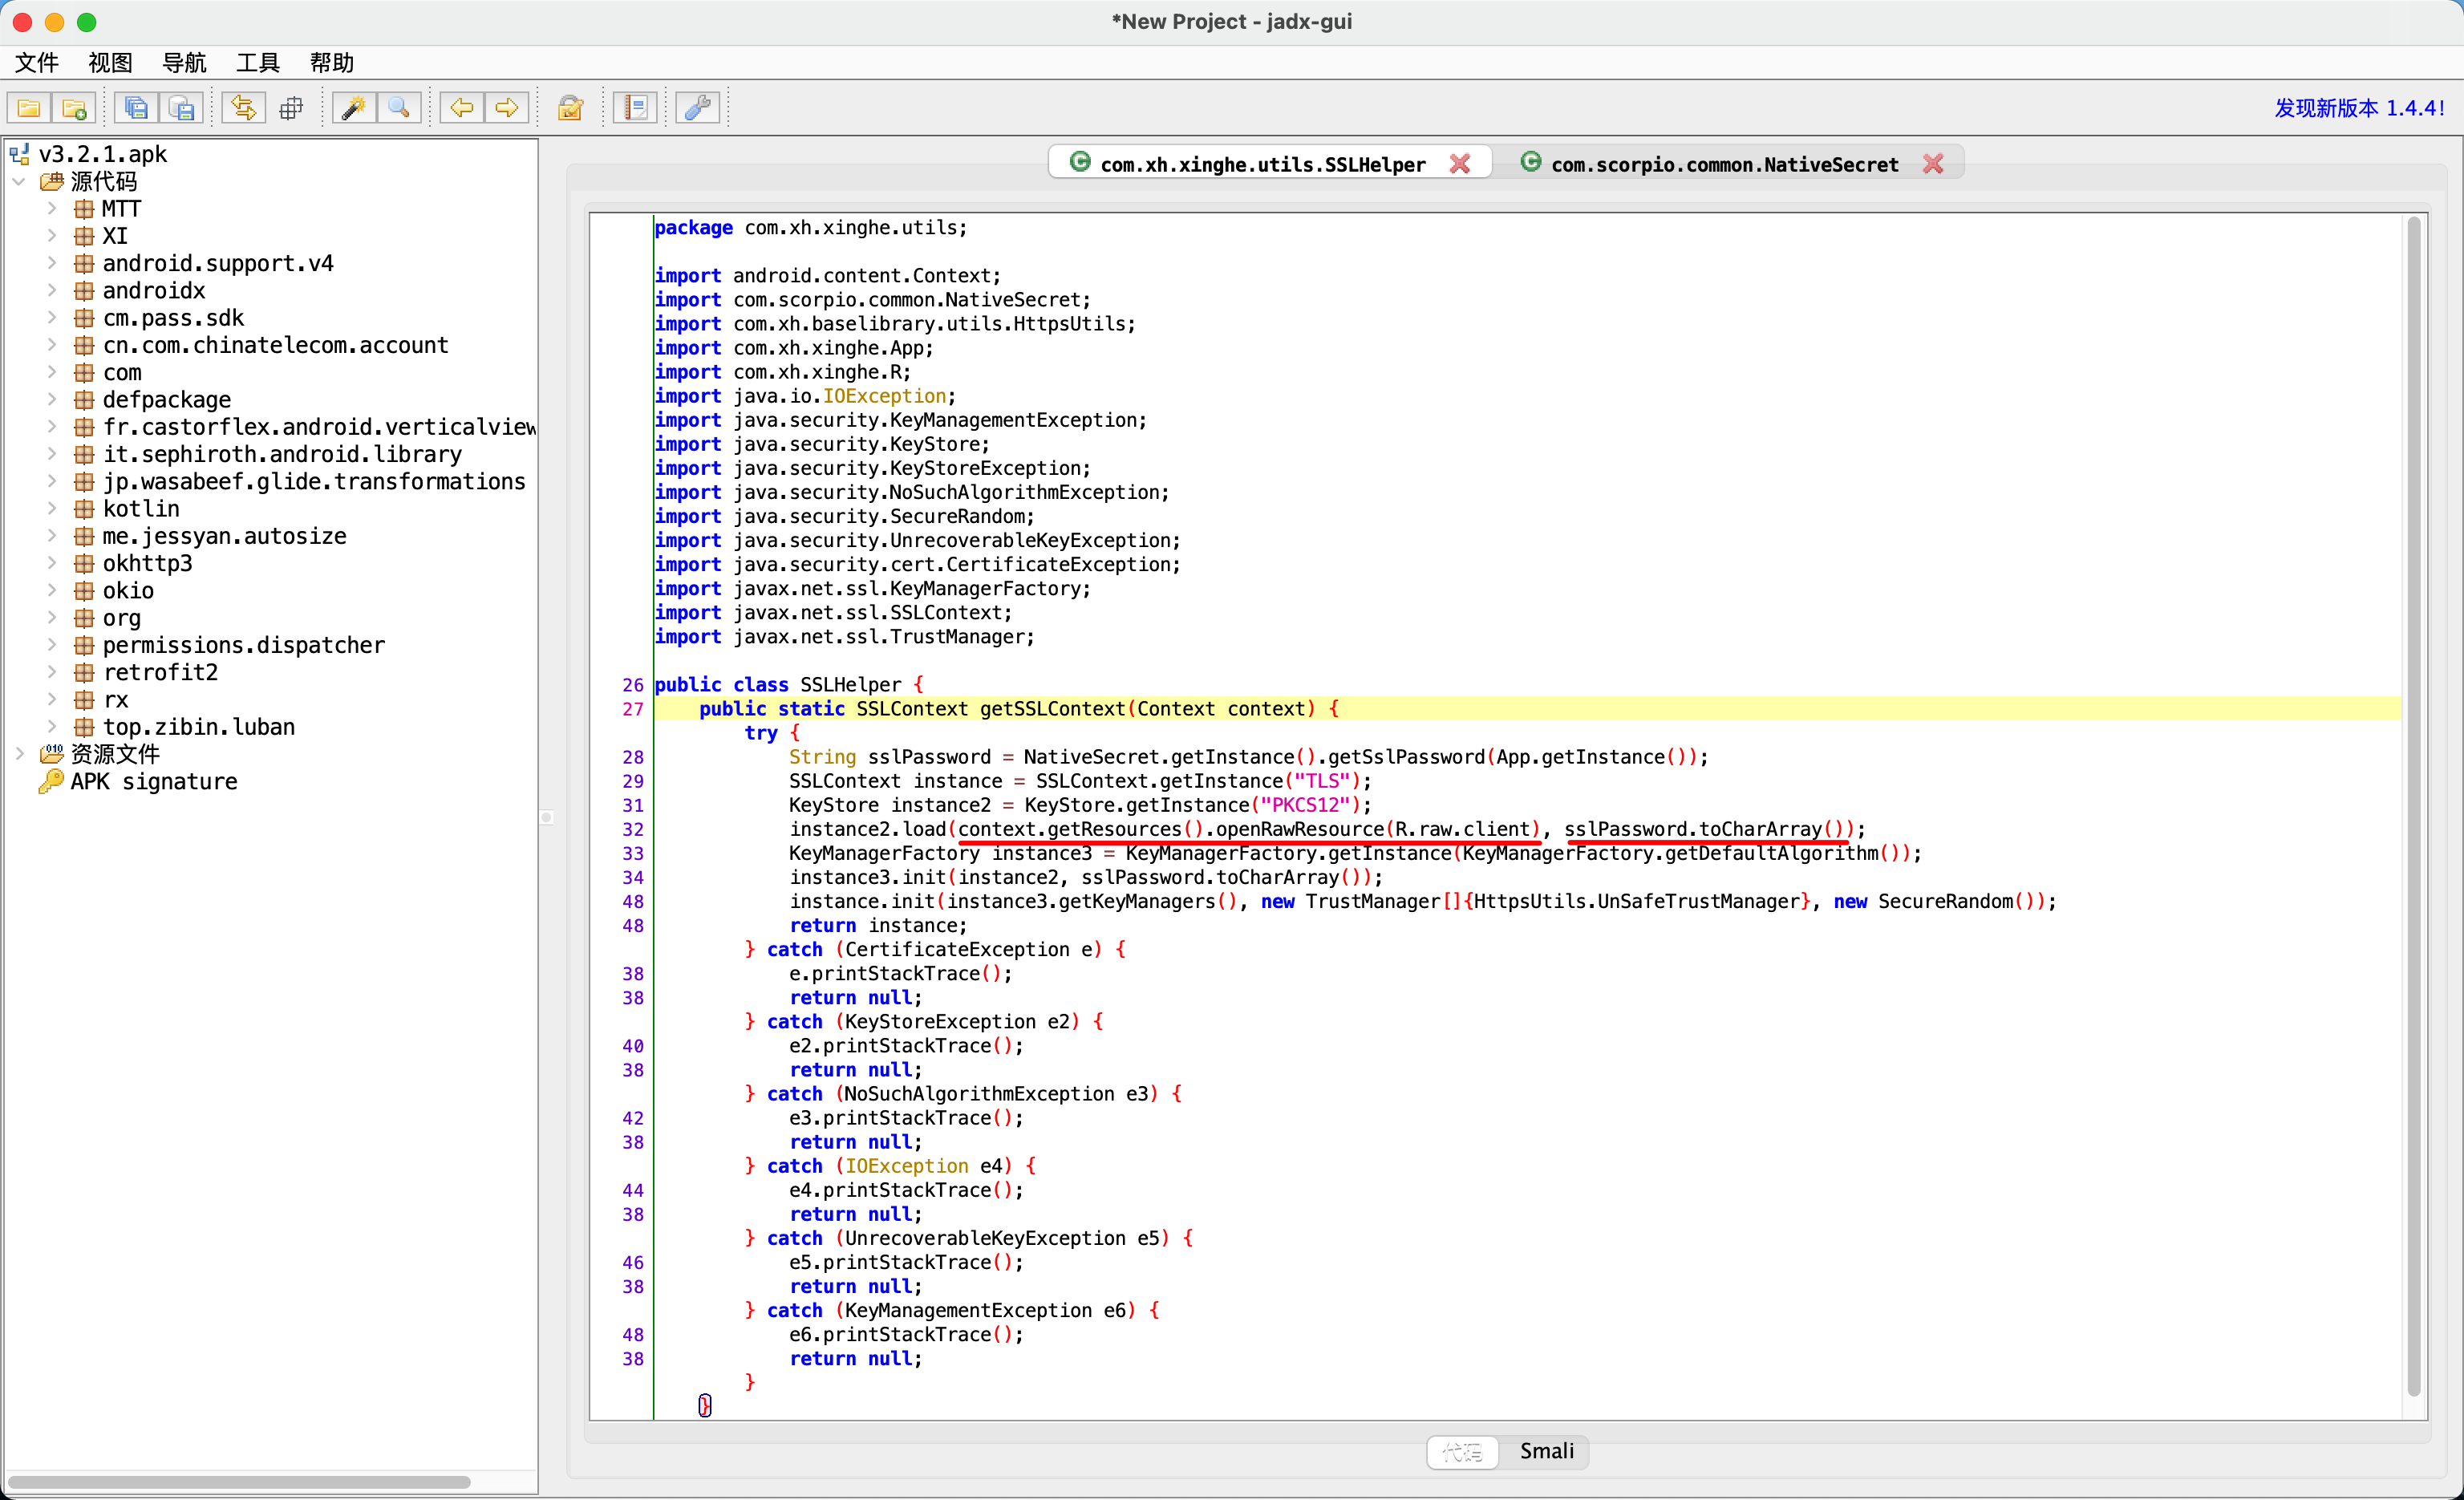 *New Project - jadx-gui
文件 视图 导航 工具 帮助
发现新版本 1.4.4!
v3.2.1.apk
源代码
MTT
XI
android.support.v4
androidx
cm.pass.sdk
cn.com.chinatelecom.account
com
defpackage
fr.castorflex.android.verticalview
it.sephiroth.android.library
jp.wasabeef.glide.transformations
kotlin
me.jessyan.autosize
okhttp3
okio
org
permissions.dispatcher
retrofit2
rx
top.zibin.luban
资源文件
APK signature
com.xh.xinghe.utils.SSLHelper com.scorpio.common.NativeSecret
package com.xh.xinghe.utils;
import android.content.Context;
import com.scorpio.common.NativeSecret;
import com.xh.baselibrary.utils.HttpsUtils;
import com.xh.xinghe.App;
import com.xh.xinghe.R;
import java.io.IOException;
import java.security.KeyManagementException;
import java.security.KeyStore;
import java.security.KeyStoreException;
import java.security.NoSuchAlgorithmException;
import java.security.SecureRandom;
import java.security.UnrecoverableKeyException;
import java.security.cert.CertificateException;
import javax.net.ssl.KeyManagerFactory;
import javax.net.ssl.SSLContext;
import javax.net.ssl.TrustManager;
26 public class SSLHelper {
27 public static SSLContext getSSLContext(Context context) {
try {
28 String sslPassword = NativeSecret.getInstance().getSslPassword(App.getInstance());
29 SSLContext instance = SSLContext.getInstance("TLS");
31 KeyStore instance2 = KeyStore.getInstance("PKCS12");
32 instance2.load(context.getResources().openRawResource(R.raw.client), sslPassword.toCharArray());
33 KeyManagerFactory instance3 = KeyManagerFactory.getInstance(KeyManagerFactory.getDefaultAlgorithm());
34 instance3.init(instance2, sslPassword.toCharArray());
48 instance.init(instance3.getKeyManagers(), new TrustManager[]{HttpsUtils.UnSafeTrustManager}, new SecureRandom());
48 return instance;
} catch (CertificateException e) {
38 e.printStackTrace();
38 return null;
} catch (KeyStoreException e2) {
40 e2.printStackTrace();
38 return null;
} catch (NoSuchAlgorithmException e3) {
42 e3.printStackTrace();
38 return null;
} catch (IOException e4) {
44 e4.printStackTrace();
38 return null;
} catch (UnrecoverableKeyException e5) {
46 e5.printStackTrace();
38 return null;
} catch (KeyManagementException e6) {
48 e6.printStackTrace();
38 return null;
}
}
代码 Smali